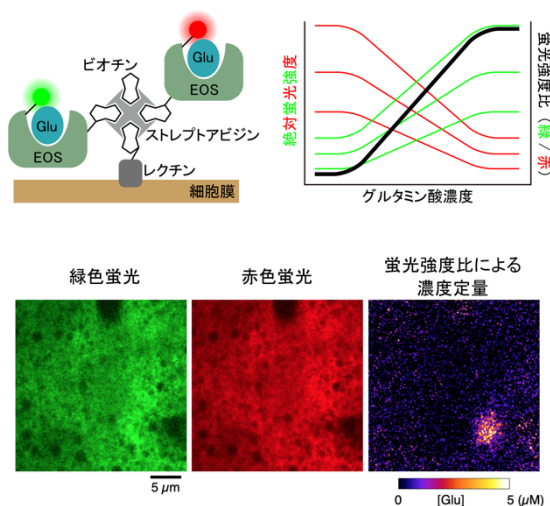 ビオチン
Glu
EOS
Glu
EOS
ストレプトアビジン
レクチン
細胞膜
絶対蛍光強度
蛍光強度比(緑/赤)
グルタミン酸濃度
緑色蛍光
赤色蛍光
蛍光強度比による
濃度定量
5 µm
0 [Glu] 5 (µM)